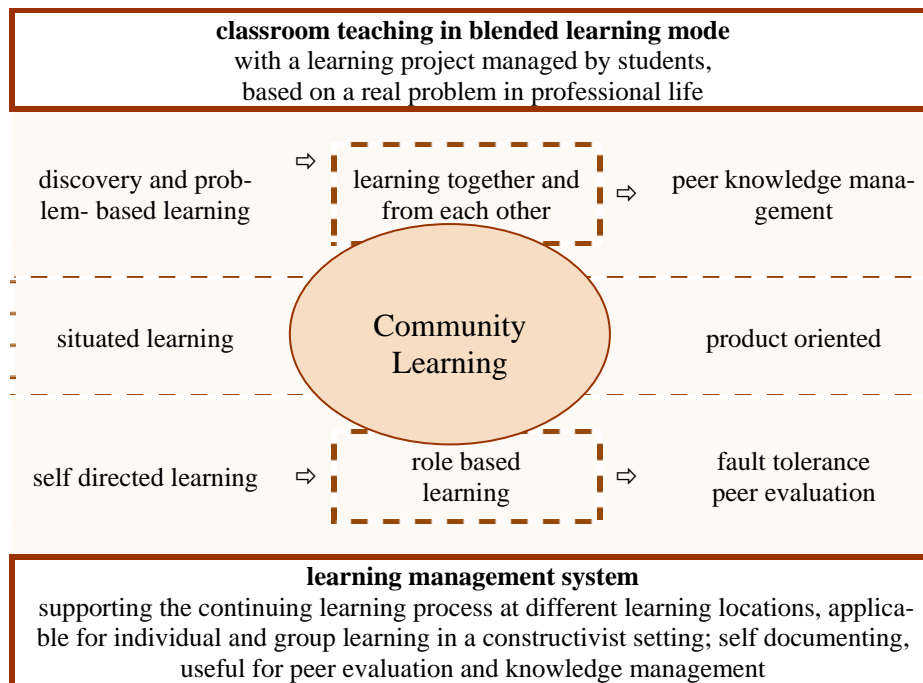 classroom teaching in blended learning mode
with a learning project managed by students,
based on a real problem in professional life
discovery and prob-
lem- based learning
⇨
learning together and
from each other
⇨
peer knowledge man-
agement
situated learning
Community
Learning
product oriented
self directed learning
⇨
role based
learning
⇨
fault tolerance
peer evaluation
learning management system
supporting the continuing learning process at different learning locations, applica-
ble for individual and group learning in a constructivist setting; self documenting,
useful for peer evaluation and knowledge management